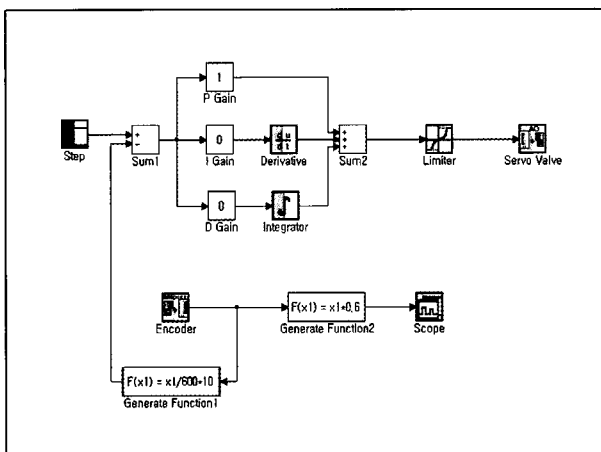 1
P Gain
Step
+
-
Sum1
0
I Gain
d u
d t
Derivative
+
+
+
Sum2
Limiter
Servo Valve
0
D Gain
Integrator
Encoder
F(x1) = x1+0,6
Generate Function2
Scope
F(x1) = x1/600+10
Generate Function1